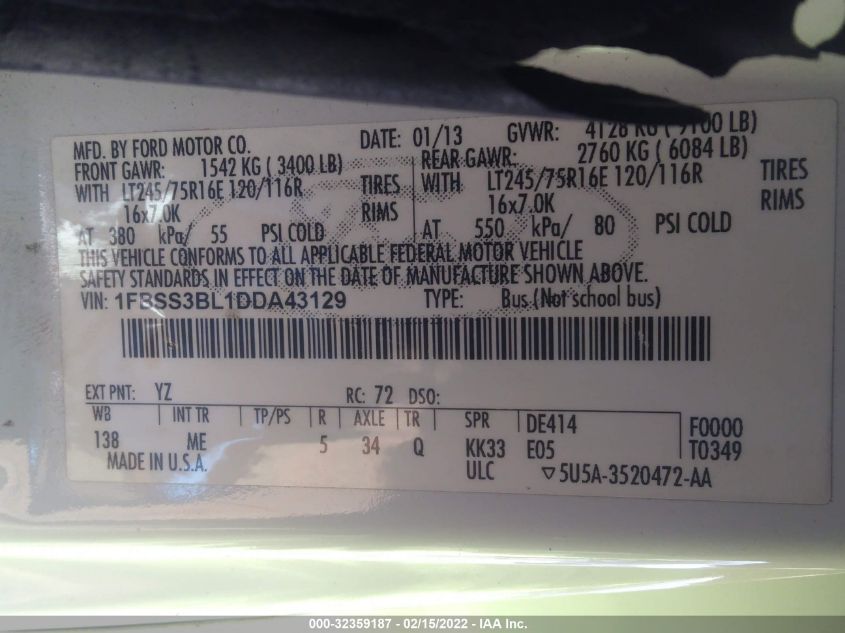 MFD. BY FORD MOTOR CO. DATE: 01/13 GVWR: 4128 KG ( 9100 LB)
FRONT GAWR: 1542 KG ( 3400 LB) REAR GAWR: 2760 KG ( 6084 LB)
WITH LT245/75R16E 120/116R TIRES WITH LT245/75R16E 120/116R TIRES
16x7.0K RIMS 16x7.0K RIMS
AT 380 kPa/ 55 PSI COLD AT 550 kPa/ 80 PSI COLD
THIS VEHICLE CONFORMS TO ALL APPLICABLE FEDERAL MOTOR VEHICLE
SAFETY STANDARDS IN EFFECT ON THE DATE OF MANUFACTURE SHOWN ABOVE.
VIN: 1FBSS3BL1DDA43129 TYPE: Bus (Not school bus)
EXT PNT: YZ RC: 72 DSO:
WB INT TR TP/PS R AXLE TR SPR DE414 F0000
138 ME 5 34 Q KK33 E05 T0349
MADE IN U.S.A. ULC ▽5U5A-3520472-AA
000-32359187 - 02/15/2022 - IAA Inc.